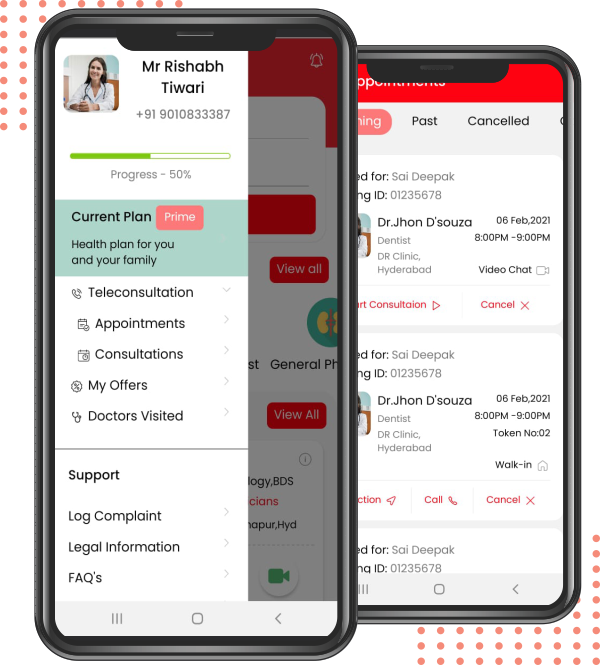 Mr Rishabh
Tiwari
+91 9010833387
Progress - 50%
Current Plan Prime
Health plan for you
and your family
Teleconsultation
Appointments
Consultations
My Offers
Doctors Visited
Support
Log Complaint
Legal Information
FAQ's
View all
General Ph
View All
logy,BDS
cians
napur,Hyd
ppointments
ning Past Cancelled
ed for: Sai Deepak
ng ID: 01235678
Dr.Jhon D'souza 06 Feb,2021
Dentist 8:00PM -9:00PM
DR Clinic,
Hyderabad Video Chat
rt Consultaion Cancel
ed for: Sai Deepak
ng ID: 01235678
Dr.Jhon D'souza 06 Feb,2021
Dentist 8:00PM -9:00PM
DR Clinic, Token No:02
Hyderabad
Walk-in
ction Call Cancel
ed for: Sai Deepak
ng ID: 01235678